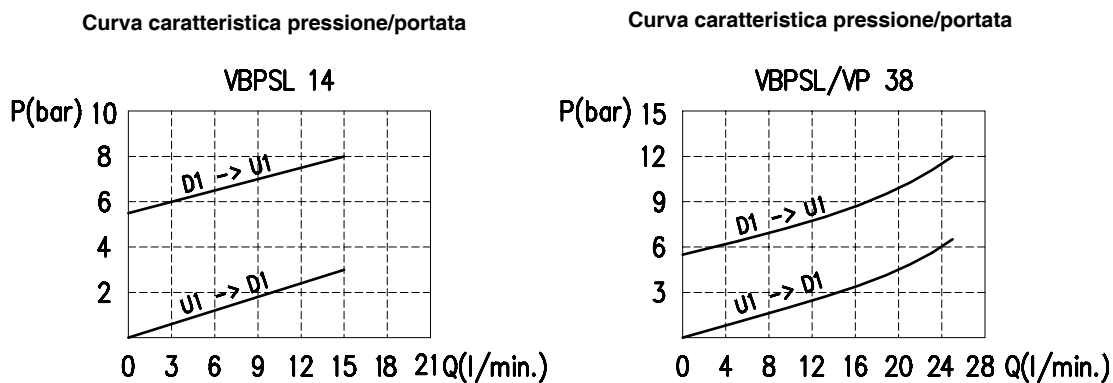 Curva caratteristica pressione/portata
VBPSL 14
P(bar) 10
8
6
4
2
D1 -> U1
U1 -> D1
0 3 6 9 12 15 18 21 Q(l/min.)
Curva caratteristica pressione/portata
VBPSL/VP 38
P(bar) 15
12
9
6
3
D1 -> U1
U1 -> D1
0 4 8 12 16 20 24 28 Q(l/min.)